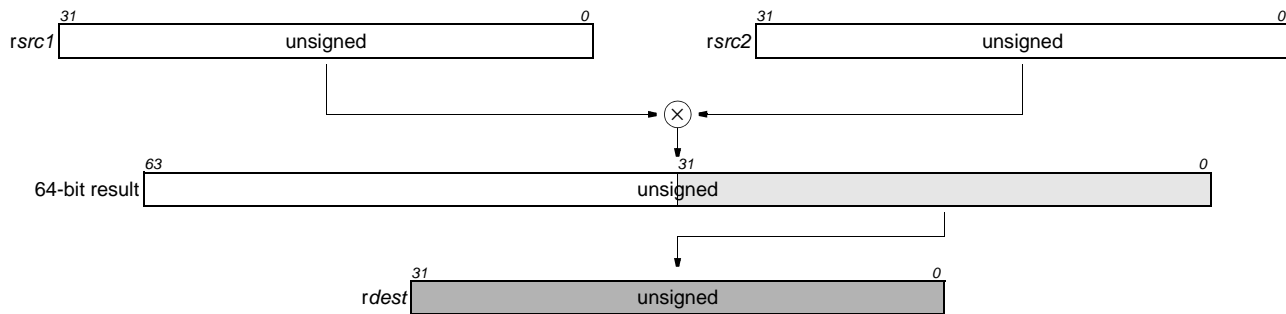 31 0 31 0
rsrc1 unsigned rsrc2 unsigned
×
63 31 0
64-bit result unsigned
31 0
rdest unsigned